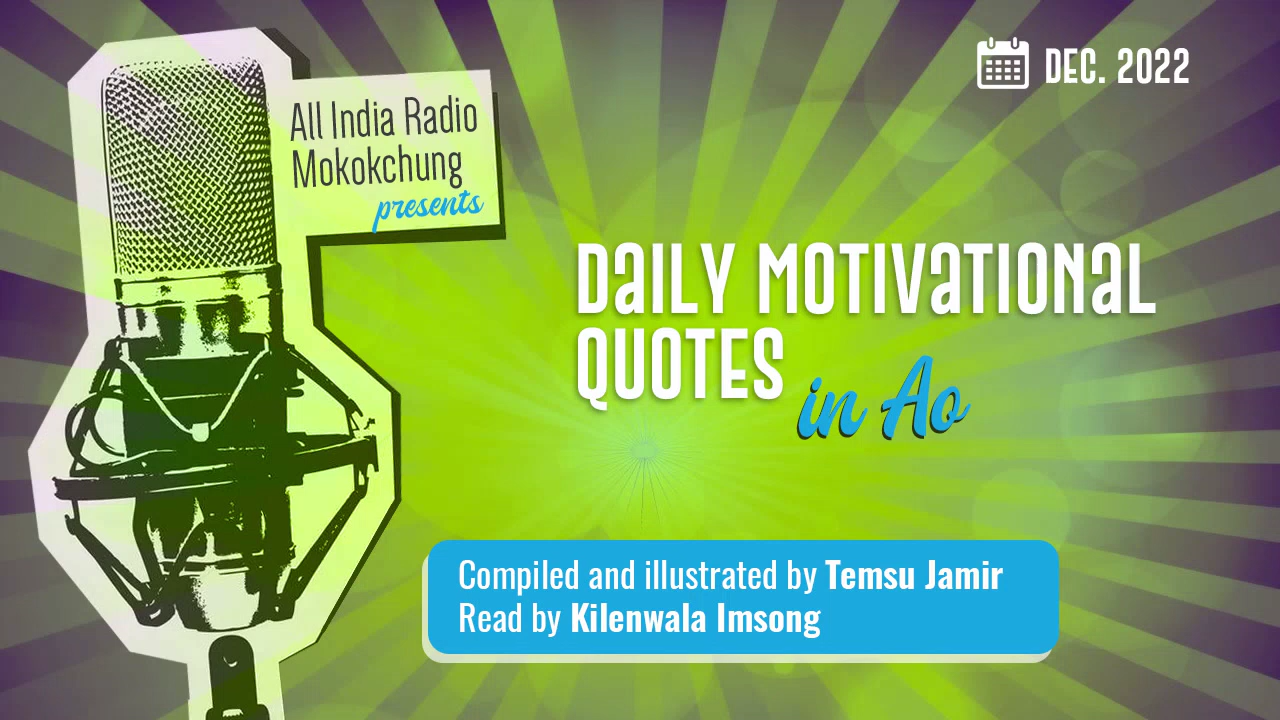 All India Radio
Mokokchung
presents
DEC. 2022
DaILY MOTIVaTIONaL
QUOTES
in Ao
Compiled and illustrated by Temsu Jamir
Read by Kilenwala Imsong